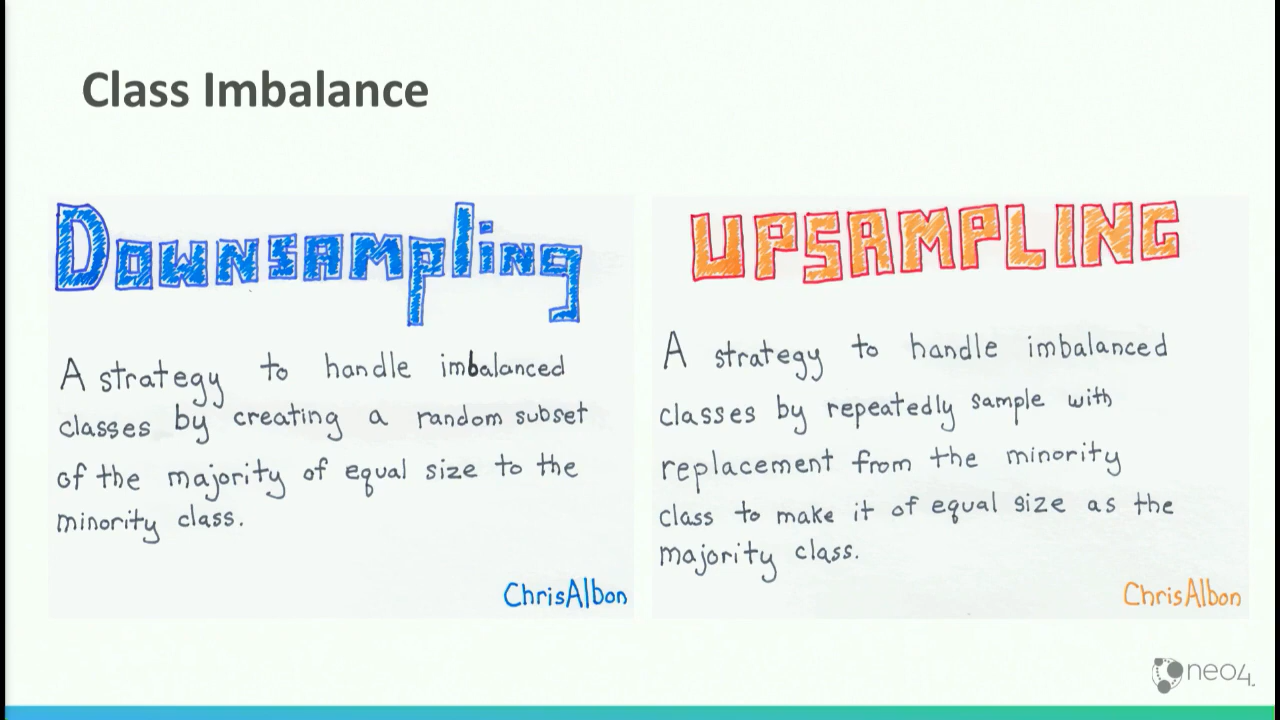 Class Imbalance
Downsampling
A strategy to handle imbalanced
classes by creating a random subset
of the majority of equal size to the
minority class.
ChrisAlbon
UPSAMPLING
A strategy to handle imbalanced
classes by repeatedly sample with
replacement from the minority
class to make it of equal size as the
majority class.
ChrisAlbon
neo4j